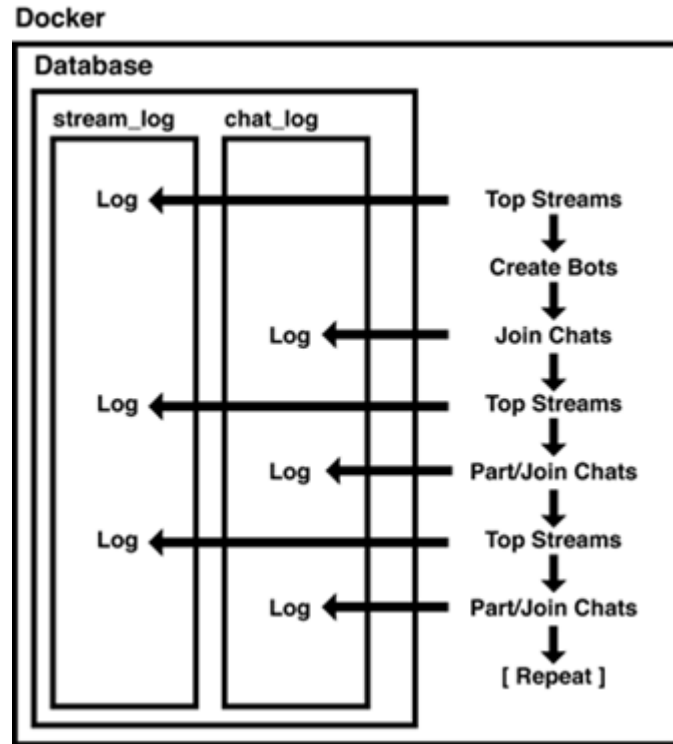 Docker
Database
stream_log chat_log
Log Top Streams
Create Bots
Log Join Chats
Log Top Streams
Log Part/Join Chats
Log Top Streams
Log Part/Join Chats
[ Repeat ]